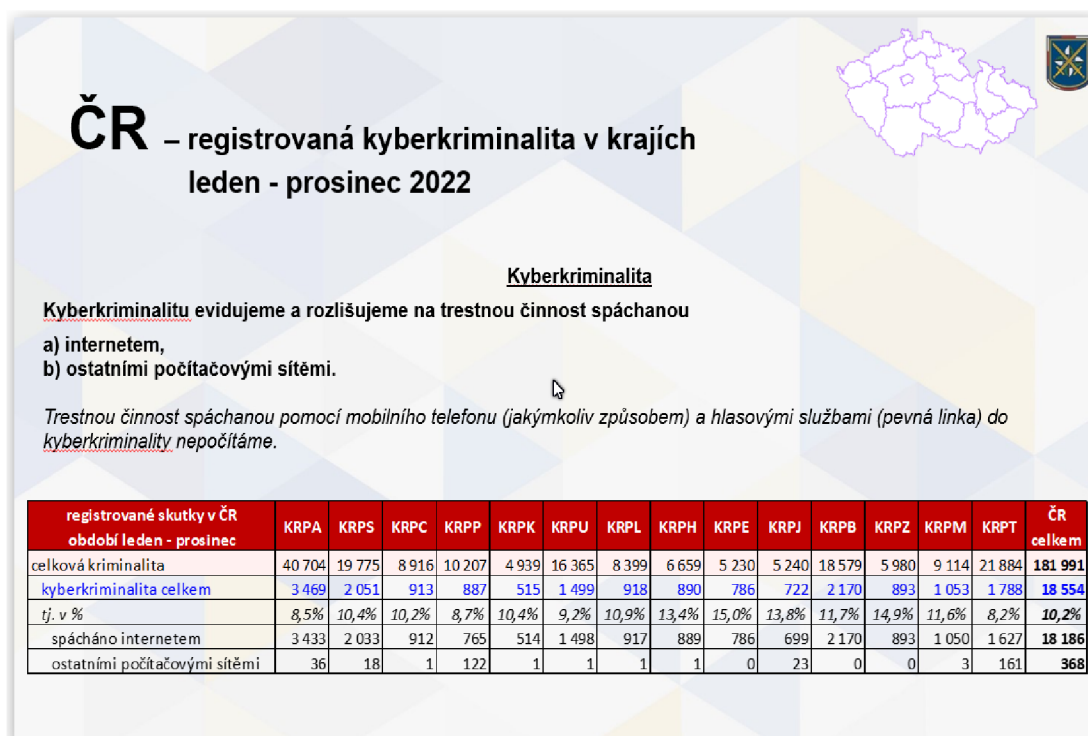 ČR – registrovaná kyberkriminalita v krajích
leden - prosinec 2022
Kyberkriminalita
Kyberkriminalitu evidujeme a rozlišujeme na trestnou činnost spáchanou
a) internetem,
b) ostatními počítačovými sítěmi.
Trestnou činnost spáchanou pomocí mobilního telefonu (jakýmkoliv způsobem) a hlasovými službami (pevná linka) do
kyberkriminality nepočítáme.
registrované skutky v ČR období leden - prosinec KRPA KRPS KRPC KRPP KRPK KRPU KRPL KRPH KRPE KRPJ KRPB KRPZ KRPM KRPT ČR celkem
celková kriminalita 40 704 19 775 8 916 10 207 4 939 16 365 8 399 6 659 5 230 5 240 18 579 5 980 9 114 21 884 181 991
kyberkriminalita celkem 3 469 2 051 913 887 515 1 499 918 890 786 722 2 170 893 1 053 1 788 18 554
tj. v % 8,5% 10,4% 10,2% 8,7% 10,4% 9,2% 10,9% 13,4% 15,0% 13,8% 11,7% 14,9% 11,6% 8,2% 10,2%
spácháno internetem 3 433 2 033 912 765 514 1 498 917 889 786 699 2 170 893 1 050 1 627 18 186
ostatními počítačovými sítěmi 36 18 1 122 1 1 1 1 0 23 0 0 3 161 368